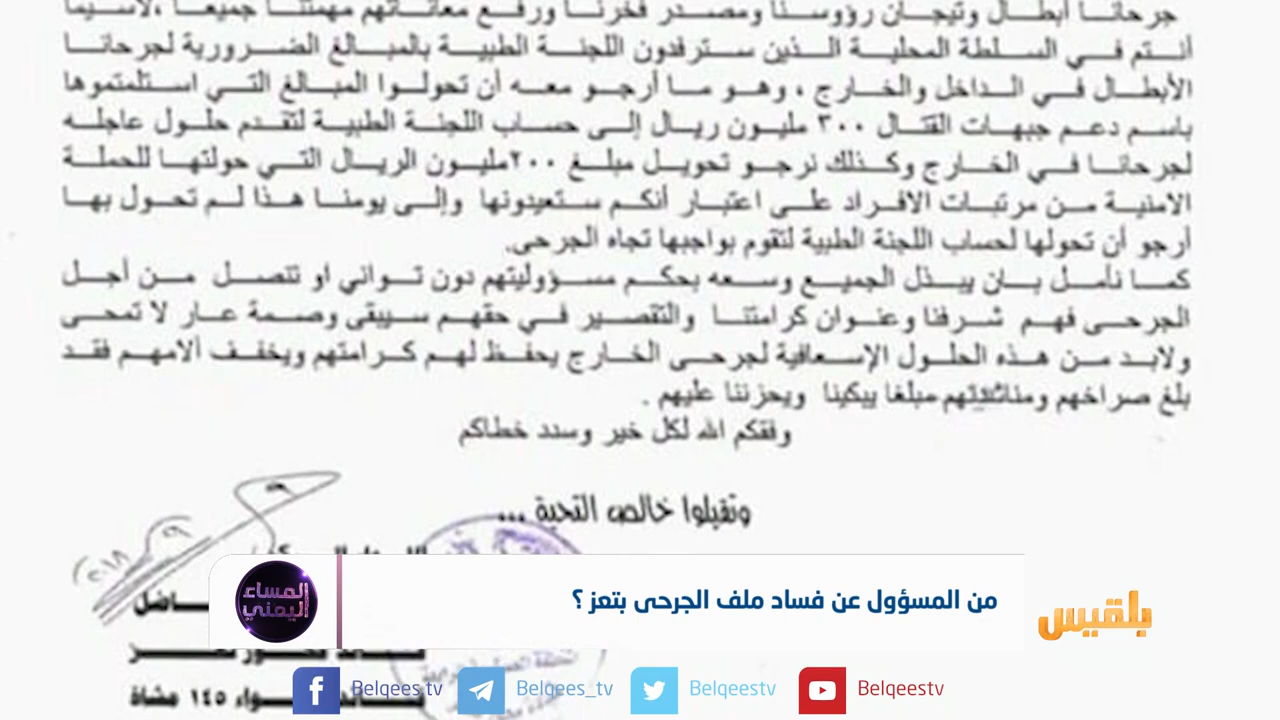 جرحانا أبطال وتيجان رؤوسنا ومصدر فخرنا ورفع معاناتهم مهمتنا جميعا ،لاسيما
أنتم في السلطة المحلية الذين سترفدون اللجنة الطبية بالمبالغ الضرورية لجرحانا
الأبطال في الداخل والخارج ، وهو ما أرجو معه أن تحولوا المبالغ التي استلمتموها
باسم دعم جبهات القتال ٣٠٠ مليون ريال إلى حساب اللجنة الطبية لتقدم حلول عاجله
لجرحانا في الخارج وكذلك نرجو تحويل مبلغ ٢٠٠مليون الريال التي حولتها للحملة
الامنية من مرتبات الافراد على اعتبار أنكم ستعيدونها وإلى يومنا هذا لم تحول بها
أرجو أن تحولها لحساب اللجنة الطبية لتقوم بواجبها تجاه الجرحى.
كما نأمل بان يبذل الجميع وسعه بحكم مسؤوليتهم دون تواني او تتصل من أجل
الجرحى فهم شرفنا وعنوان كرامتنا والتقصير في حقهم سيبقى وصمة عار لا تمحى
ولابد من هذه الحلول الإسعافية لجرحى الخارج يحفظ لهم كرامتهم ويخفف ألامهم فقد
بلغ صراخهم ومناشدتهم مبلغا يبكينا ويحزننا عليهم .
وفقكم الله لكل خير وسدد خطاكم
وتقبلوا خالص التحية ...
من المسؤول عن فساد ملف الجرحى بتعز ؟
المساء
اليمني
بلقيس
٢٠١٨
اضل
واء ١٤٥ مشاة
Belqees.tv
Belqees_tv
Belqeestv
Belqeestv